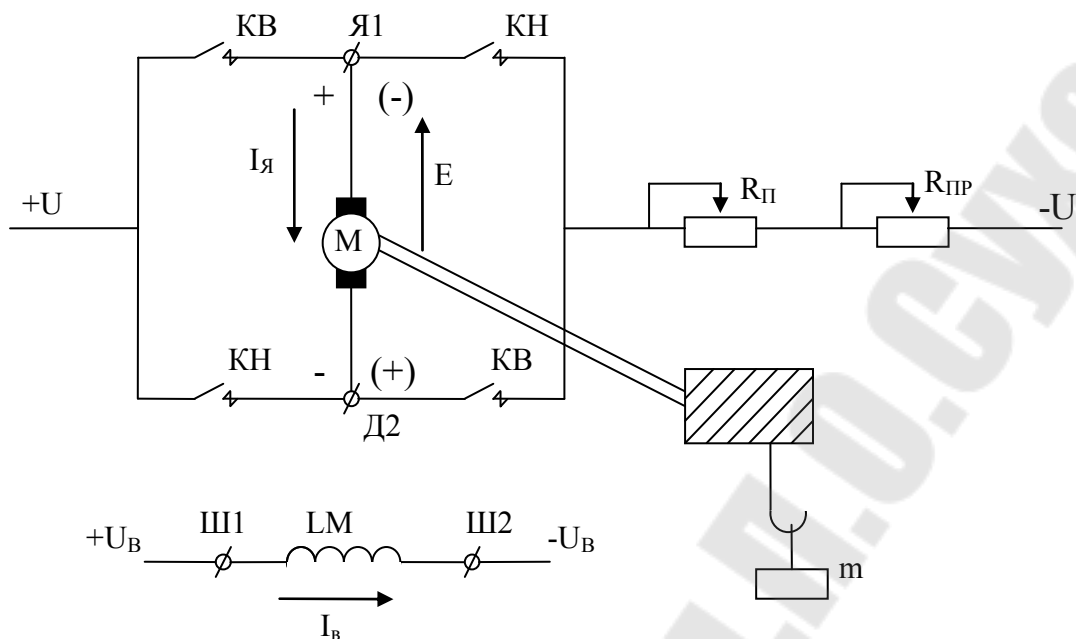 КВ Я1 КН
+ (-)
Iя E
+U Rп Rпр -U
М
КН - (+) КВ
Д2
+Uв Ш1 LM Ш2 -Uв
m
Iв